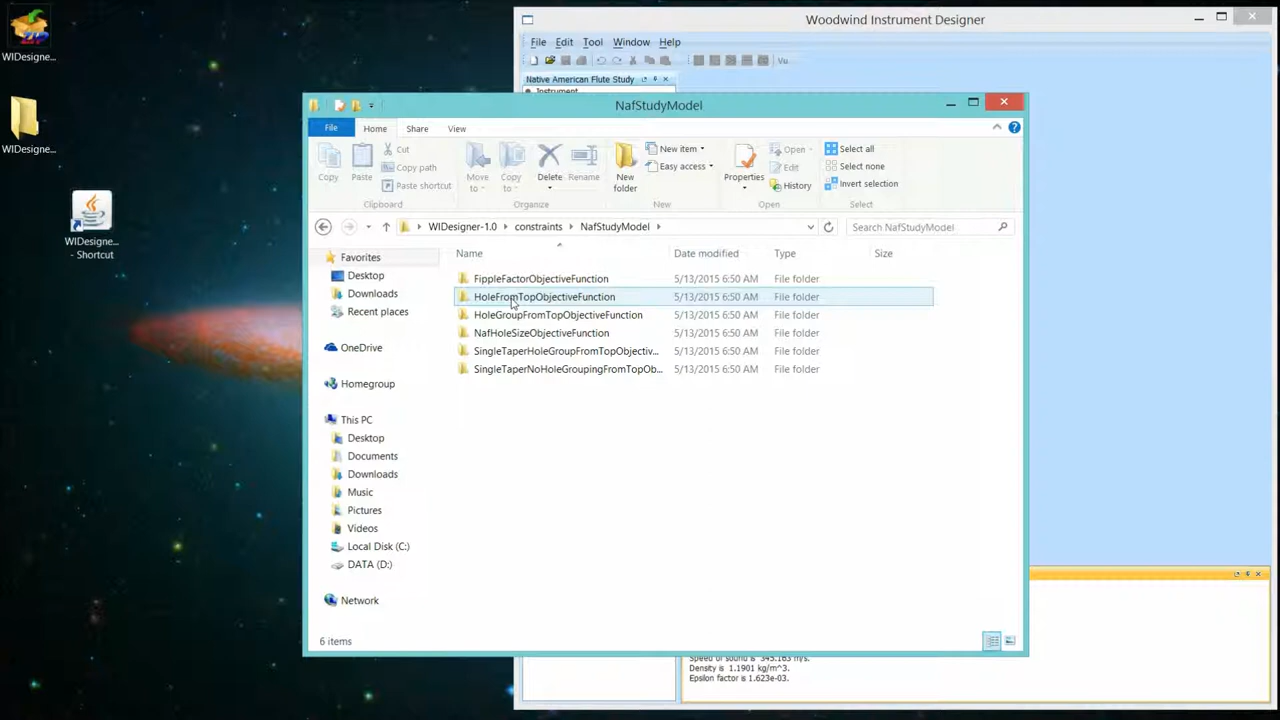 WIDesigne...
WIDesigne...
WIDesigne...
- Shortcut
Woodwind Instrument Designer
File Edit Tool Window Help
Vu
Native American Flute Study
Instrument
NafStudyModel
File Home Share View
Copy
Paste
Cut
Copy path
Paste shortcut
Clipboard
Move to
Copy to
Delete
Rename
Organize
New folder
New item
Easy access
New
Properties
Open
Edit
History
Open
Select all
Select none
Invert selection
Select
WIDesigner-1.0 constraints NafStudyModel
Search NafStudyModel
Name Date modified Type Size
FippleFactorObjectiveFunction 5/13/2015 6:50 AM File folder
HoleFromTopObjectiveFunction 5/13/2015 6:50 AM File folder
HoleGroupFromTopObjectiveFunction 5/13/2015 6:50 AM File folder
NafHoleSizeObjectiveFunction 5/13/2015 6:50 AM File folder
SingleTaperHoleGroupFromTopObjectiv... 5/13/2015 6:50 AM File folder
SingleTaperNoHoleGroupingFromTopOb... 5/13/2015 6:50 AM File folder
Favorites
Desktop
Downloads
Recent places
OneDrive
Homegroup
This PC
Desktop
Documents
Downloads
Music
Pictures
Videos
Local Disk (C:)
DATA (D:)
Network
6 items
Speed of sound is 345.163 m/s.
Density is 1.1901 kg/m^3.
Epsilon factor is 1.623e-03.